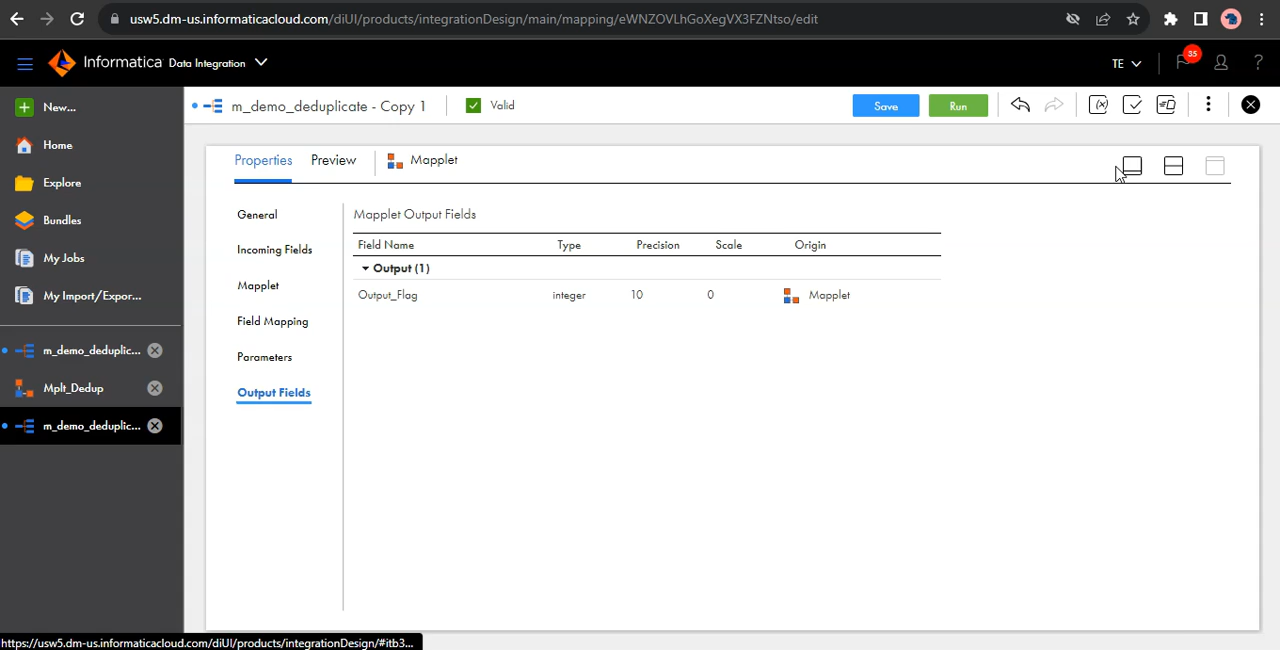 usw5.dm-us.informaticacloud.com/diUI/products/integrationDesign/main/mapping/eWNZOVLhGoXegVX3FZNtso/edit
Informatica Data Integration
TE
35
?
New...
m_demo_deduplicate - Copy 1
Valid
Save
Run
Home
Explore
Bundles
My Jobs
My Import/Expor...
m_demo_deduplic...
Mplt_Dedup
m_demo_deduplic...
Properties
Preview
Mapplet
General
Incoming Fields
Mapplet
Field Mapping
Parameters
Output Fields
Mapplet Output Fields
Field Name Type Precision Scale Origin
Output (1)
Output_Flag integer 10 0 Mapplet
https://usw5.dm-us.informaticacloud.com/diUI/products/integrationDesign/#itb3...